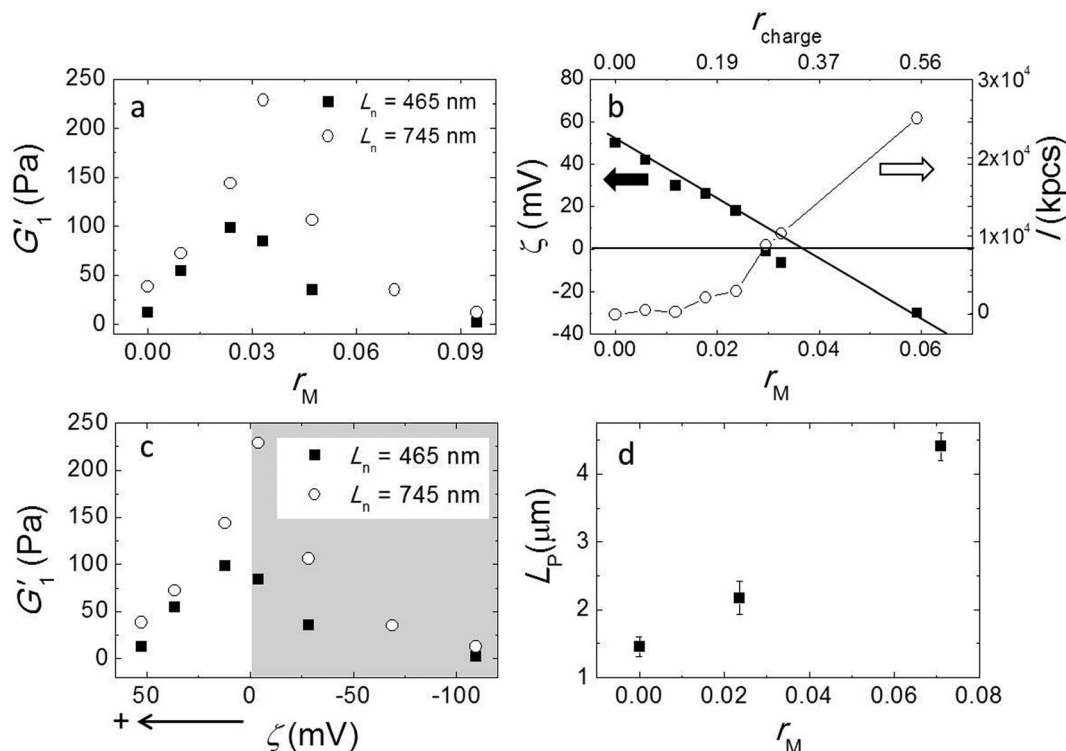 a
G′1 (Pa)
250
200
150
100
50
0
■ Ln = 465 nm
○ Ln = 745 nm
0.00 0.03 0.06 0.09
rM
rcharge
0.00 0.19 0.37 0.56
b
ζ (mV)
80
60
40
20
0
-20
-40
3x10⁴
2x10⁴
1x10⁴
0
I (kpcs)
0.00 0.02 0.04 0.06
rM
c
G′1 (Pa)
250
200
150
100
50
0
■ Ln = 465 nm
○ Ln = 745 nm
50 0 -50 -100
+
ζ (mV)
d
LP(μm)
4
3
2
1
0.00 0.02 0.04 0.06 0.08
rM